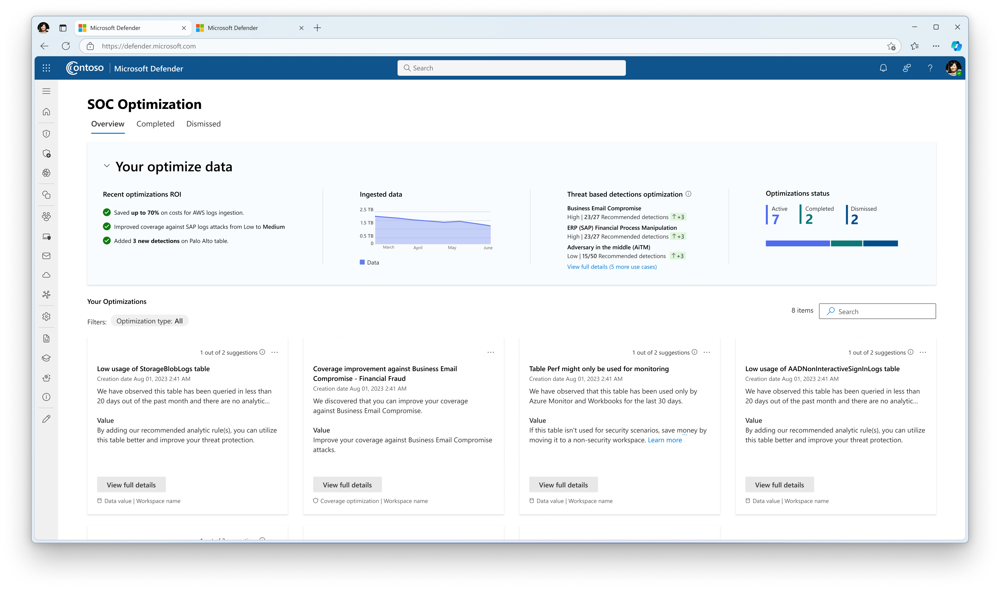 Microsoft Defender
Microsoft Defender
https://defender.microsoft.com
Contoso
Microsoft Defender
Search
SOC Optimization
Overview
Completed
Dismissed
Your optimize data
Recent optimizations ROI
Saved up to 70% on costs for AWS logs ingestion.
Improved coverage against SAP logs attacks from Low to Medium
Added 3 new detections on Palo Alto table.
Ingested data
2.5 TB
1.5 TB
0.5 TB
0
March
April
May
June
Data
Threat based detections optimization
Business Email Compromise
High | 23/27 Recommended detections ↑+3
ERP (SAP) Financial Process Manipulation
High | 23/27 Recommended detections ↑+3
Adversary in the middle (AiTM)
Low | 15/50 Recommended detections ↑+3
View full details (5 more use cases)
Optimizations status
Active
7
Completed
2
Dismissed
2
Your Optimizations
Filters:
Optimization type: All
8 items
Search
1 out of 2 suggestions
Low usage of StorageBlobLogs table
Creation date Aug 01, 2023 2:41 AM
We have observed this table has been queried in less than
20 days out of the past month and there are no analytic...
Value
By adding our recommended analytic rule(s), you can utilize
this table better and improve your threat protection.
View full details
Data value | Workspace name
Coverage improvement against Business Email
Compromise - Financial Fraud
Creation date Aug 01, 2023 2:41 AM
We discovered that you can improve your coverage
against Business Email Compromise.
Value
Improve your coverage against Business Email Compromise
attacks.
View full details
Coverage optimization | Workspace name
1 out of 2 suggestions
Table Perf might only be used for monitoring
Creation date Aug 01, 2023 2:41 AM
We have observed that this table has been used only by
Azure Monitor and Workbooks for the last 30 days.
Value
If this table isn't used for security scenarios, save money by
moving it to a non-security workspace. Learn more
View full details
Data value | Workspace name
1 out of 2 suggestions
Low usage of AADNonInteractiveSignInLogs table
Creation date Aug 01, 2023 2:41 AM
We have observed this table has been queried in less than
20 days out of the past month and there are no analytic...
Value
By adding our recommended analytic rule(s), you can utilize
this table better and improve your threat protection.
View full details
Data value | Workspace name